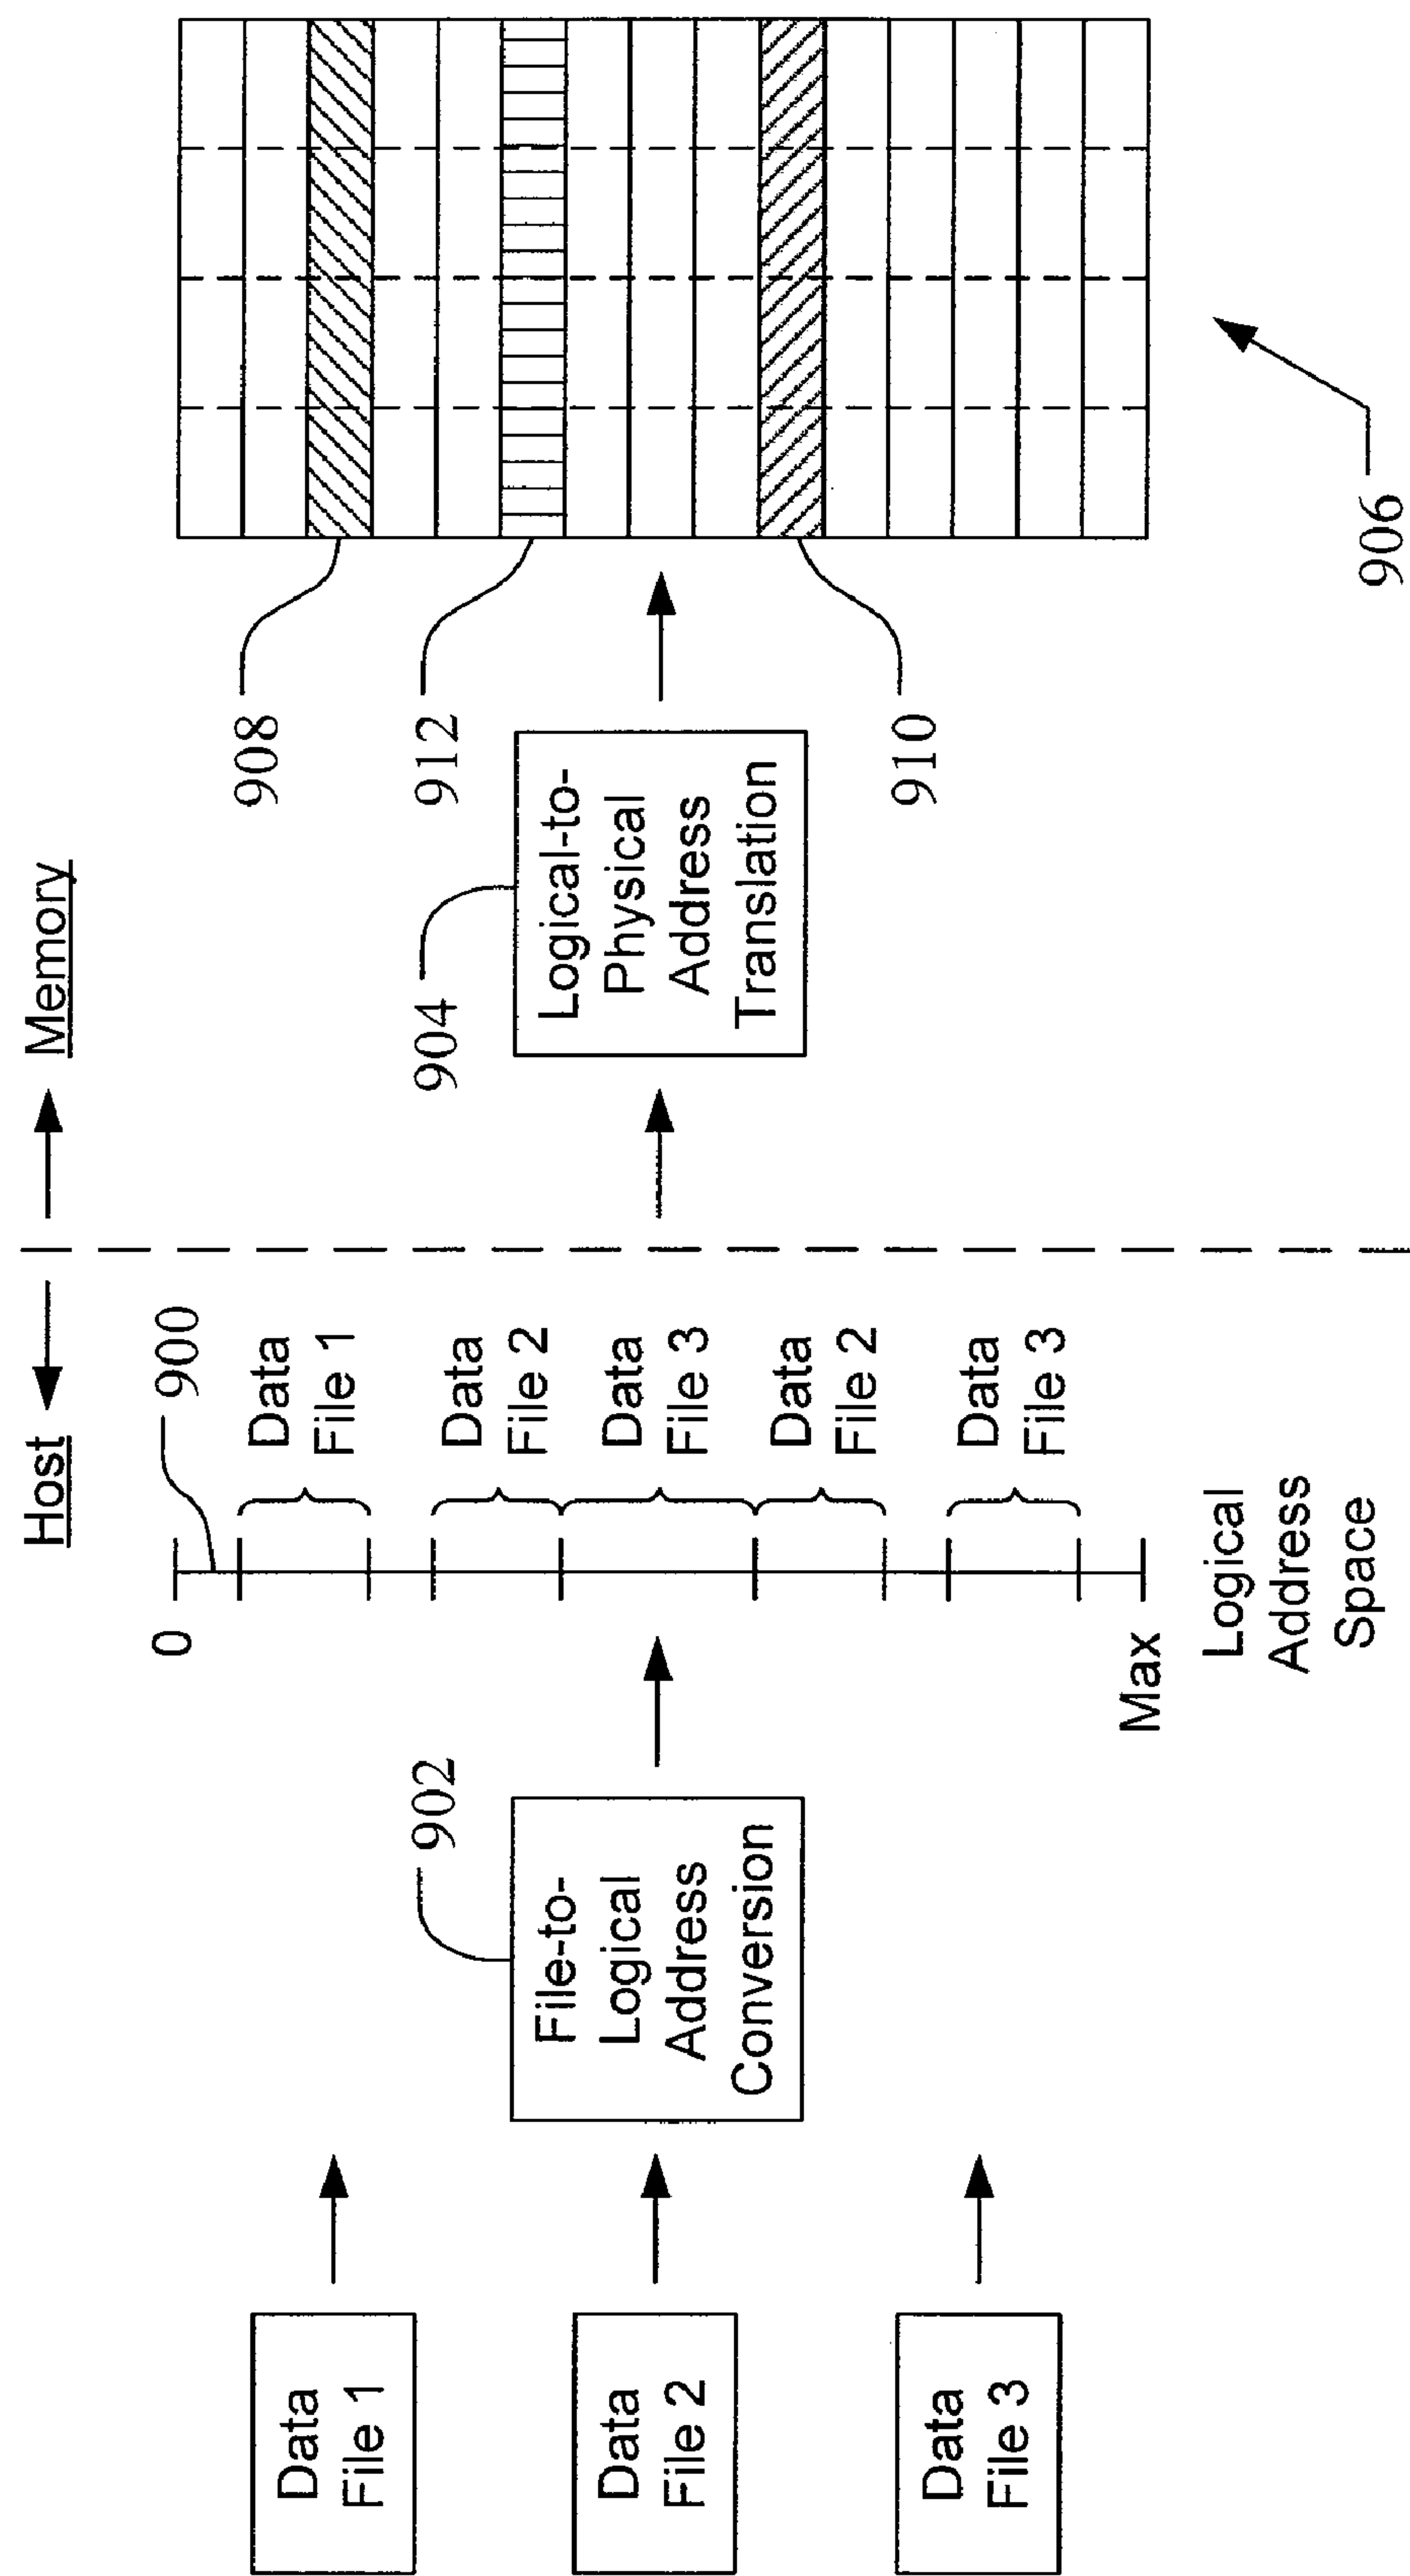 Host
Memory
Data
File 1
Data
File 2
Data
File 3
902
File-to-
Logical
Address
Conversion
0
900
Data
File 1
Data
File 2
Data
File 3
Data
File 2
Data
File 3
Max
Logical
Address
Space
904
Logical-to-
Physical
Address
Translation
908
912
910
906